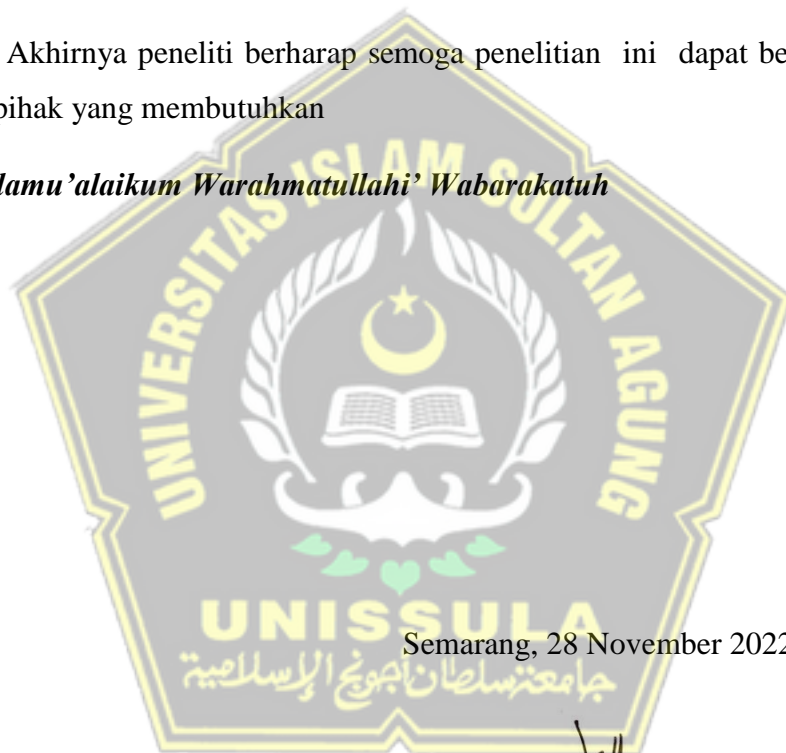 Akhirnya peneliti berharap semoga penelitian ini dapat be
pihak yang membutuhkan
lamu’alaikum Warahmatullahi’ Wabarakatuh
UNIVERSITAS ISLAM SULTAN AGUNG
UNISSULA
جامعة سلطان أجونج الإسلامية
Semarang, 28 November 2022